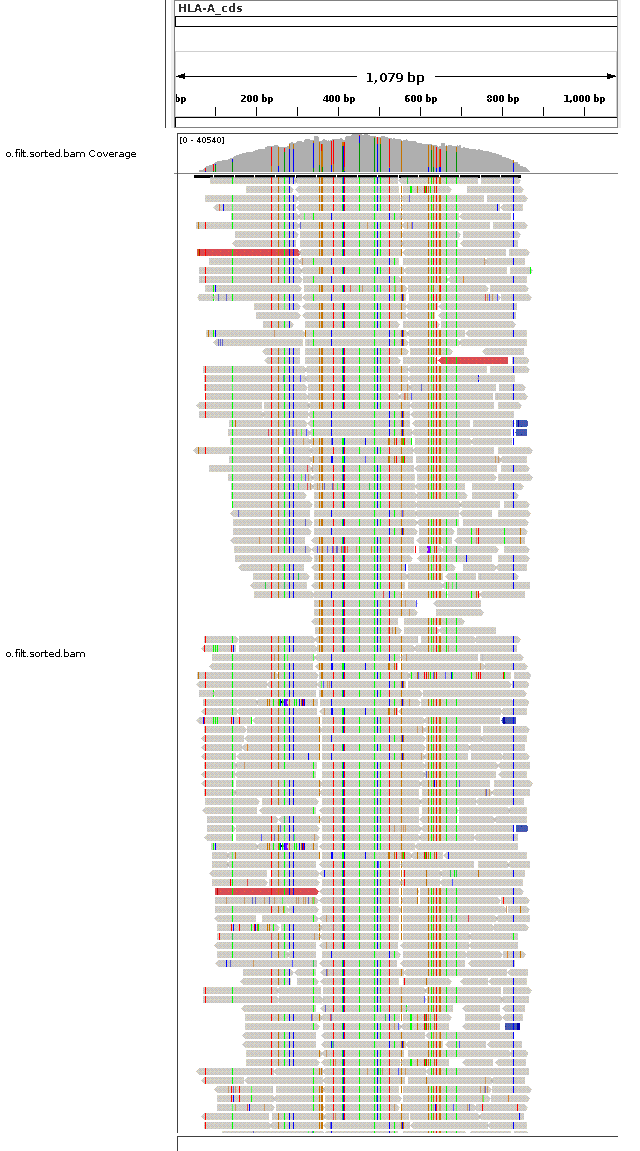 HLA-A_cds
1,079 bp
bp 200 bp 400 bp 600 bp 800 bp 1,000 bp
[0 - 40540]
o.filt.sorted.bam Coverage
o.filt.sorted.bam